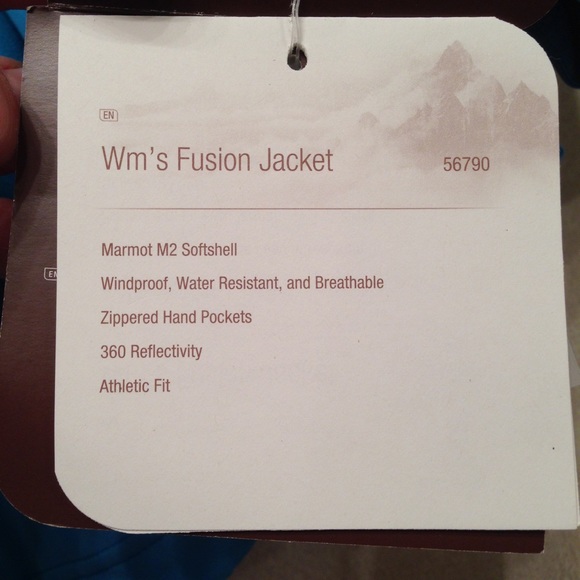 EN
Wm's Fusion Jacket 56790
Marmot M2 Softshell
EN
Windproof, Water Resistant, and Breathable
Zippered Hand Pockets
360 Reflectivity
Athletic Fit